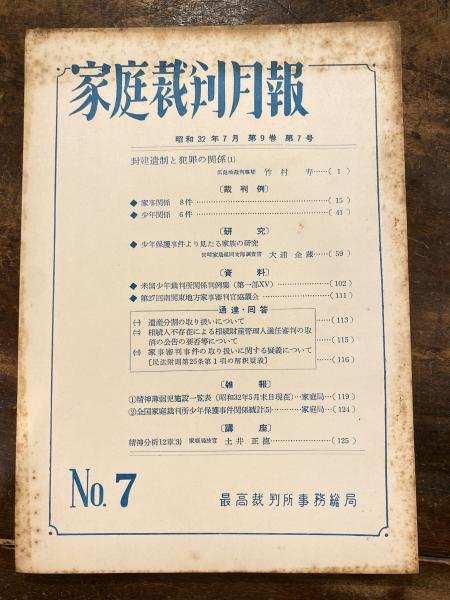 家庭裁判月報
昭和32年7月 第9巻 第7号
封建遺制と犯罪の関係(1)
広島地裁判事補 竹村 寿……( 1 )
〔裁判例〕
◆ 家事関係 8件……( 15 )
◆ 少年関係 6件……( 41 )
〔研究〕
◆ 少年保護事件より見たる家族の研究
宮崎家裁延岡支部調査官 大浦金蔵……( 59 )
〔資料〕
◆ 米国少年裁判所関係判例集(第一部XV)……(102)
◆ 第27回南関東地方家事審判官協議会……(111)
通達・回答
㈠ 遺産分割の取り扱いについて……(113)
㈡ 相続人不存在による相続財産管理人選任審判の取
消の公告の要否等について……(115)
㈢ 家事審判事件の取り扱いに関する疑義について
〔民法附則第25条第1項の解釈疑義〕……(116)
〔雑報〕
①精神薄弱児施設一覧表(昭和32年5月末日現在)…家庭局…(119)
②全国家庭裁判所少年保護事件関係統計(5)……家庭局…(124)
〔講座〕
精神分析12章(3) 土井正徳……(125)
No. 7
最高裁判所事務総局